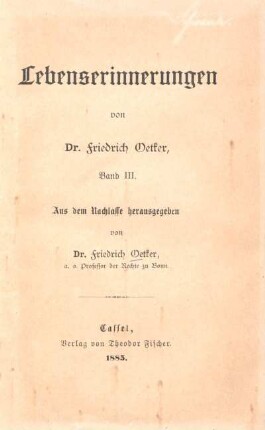 Lebenserinnerungen
von
Dr. Friedrich Oetker,
Band III.
Aus dem Nachlasse herausgegeben
von
Dr. Friedrich Oetker,
a. o. Professor der Rechte zu Bonn.
Cassel,
Verlag von Theodor Fischer.
1885.